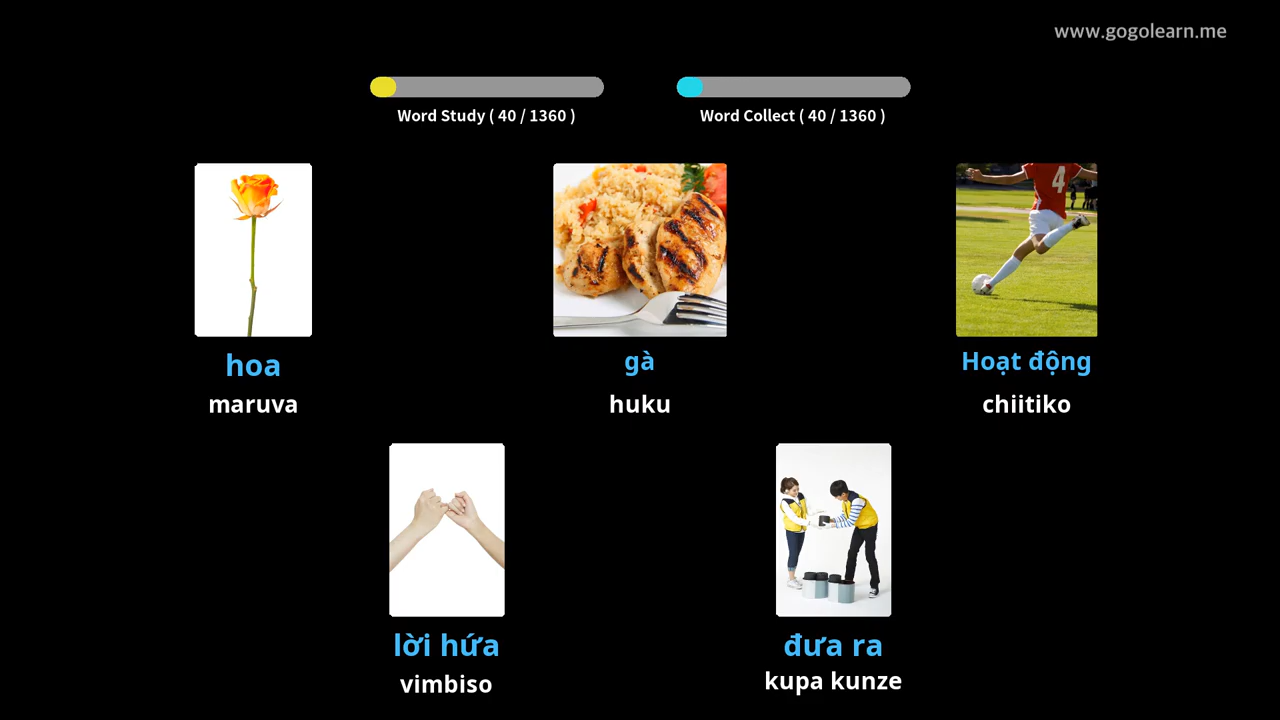 www.gogolearn.me
Word Study ( 40 / 1360 )
Word Collect ( 40 / 1360 )
4
hoa
maruva
gà
huku
Hoạt động
chiitiko
lời hứa
vimbiso
đưa ra
kupa kunze